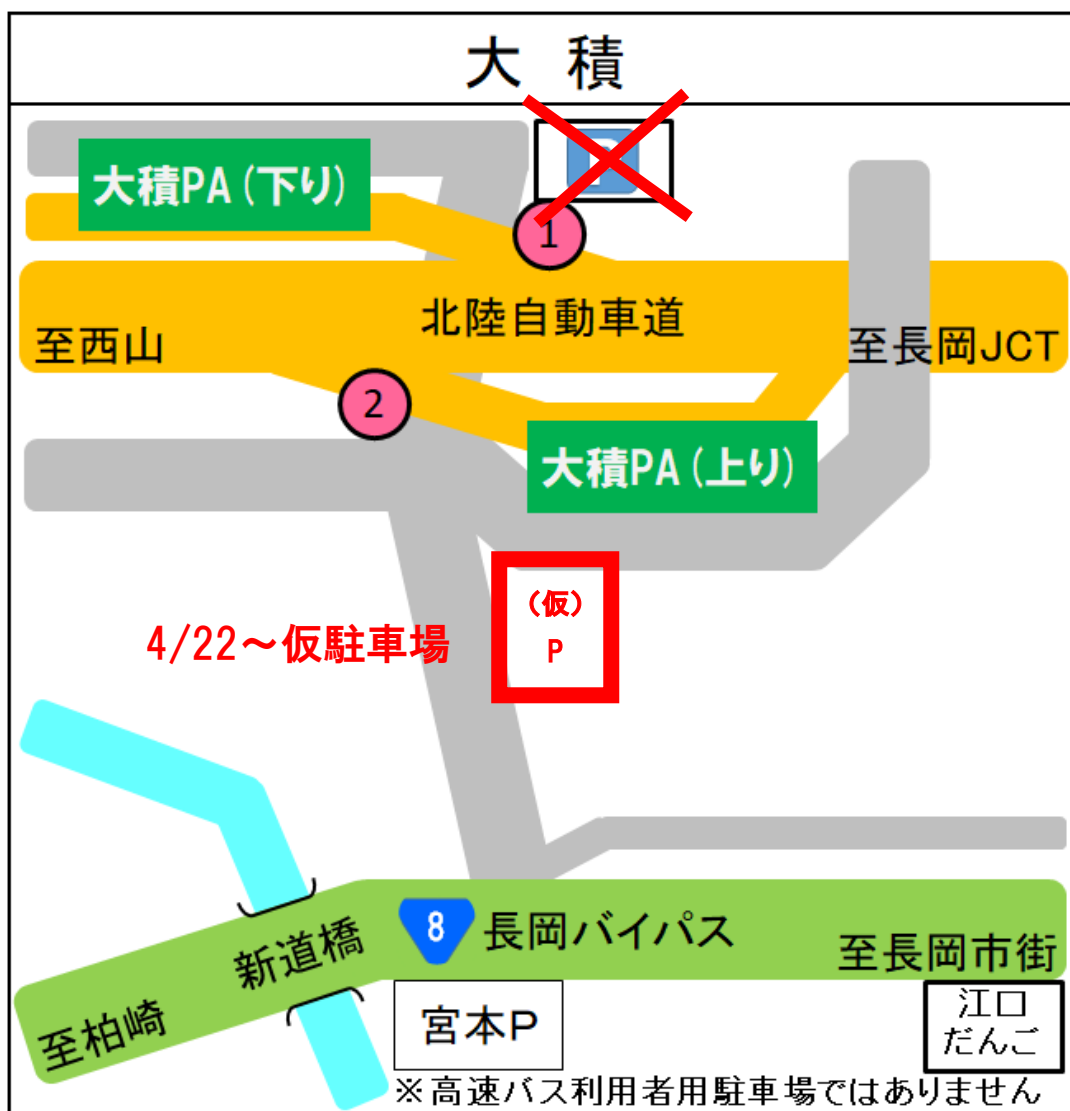 大 積
P
大積PA(下り)
1
北陸自動車道
至西山
至長岡JCT
2
大積PA(上り)
(仮)
P
4/22～仮駐車場
8
長岡バイパス
新道橋
至長岡市街
至柏崎
宮本P
江口
だんご
※高速バス利用者用駐車場ではありません